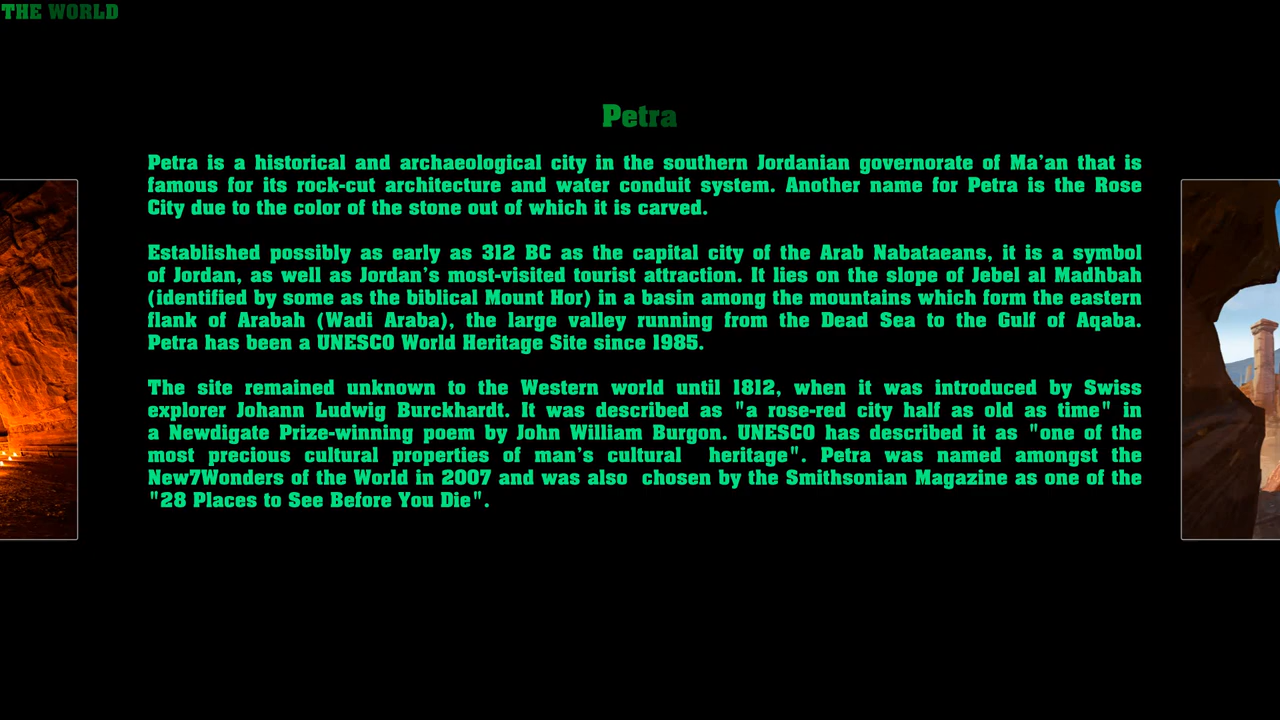 THE WORLD
Petra
Petra is a historical and archaeological city in the southern Jordanian governorate of Ma'an that is
famous for its rock-cut architecture and water conduit system. Another name for Petra is the Rose
City due to the color of the stone out of which it is carved.
Established possibly as early as 312 BC as the capital city of the Arab Nabataeans, it is a symbol
of Jordan, as well as Jordan's most-visited tourist attraction. It lies on the slope of Jebel al Madhbah
(identified by some as the biblical Mount Hor) in a basin among the mountains which form the eastern
flank of Arabah (Wadi Araba), the large valley running from the Dead Sea to the Gulf of Aqaba.
Petra has been a UNESCO World Heritage Site since 1985.
The site remained unknown to the Western world until 1812, when it was introduced by Swiss
explorer Johann Ludwig Burckhardt. It was described as "a rose-red city half as old as time" in
a Newdigate Prize-winning poem by John William Burgon. UNESCO has described it as "one of the
most precious cultural properties of man's cultural heritage". Petra was named amongst the
New7Wonders of the World in 2007 and was also chosen by the Smithsonian Magazine as one of the
"28 Places to See Before You Die".